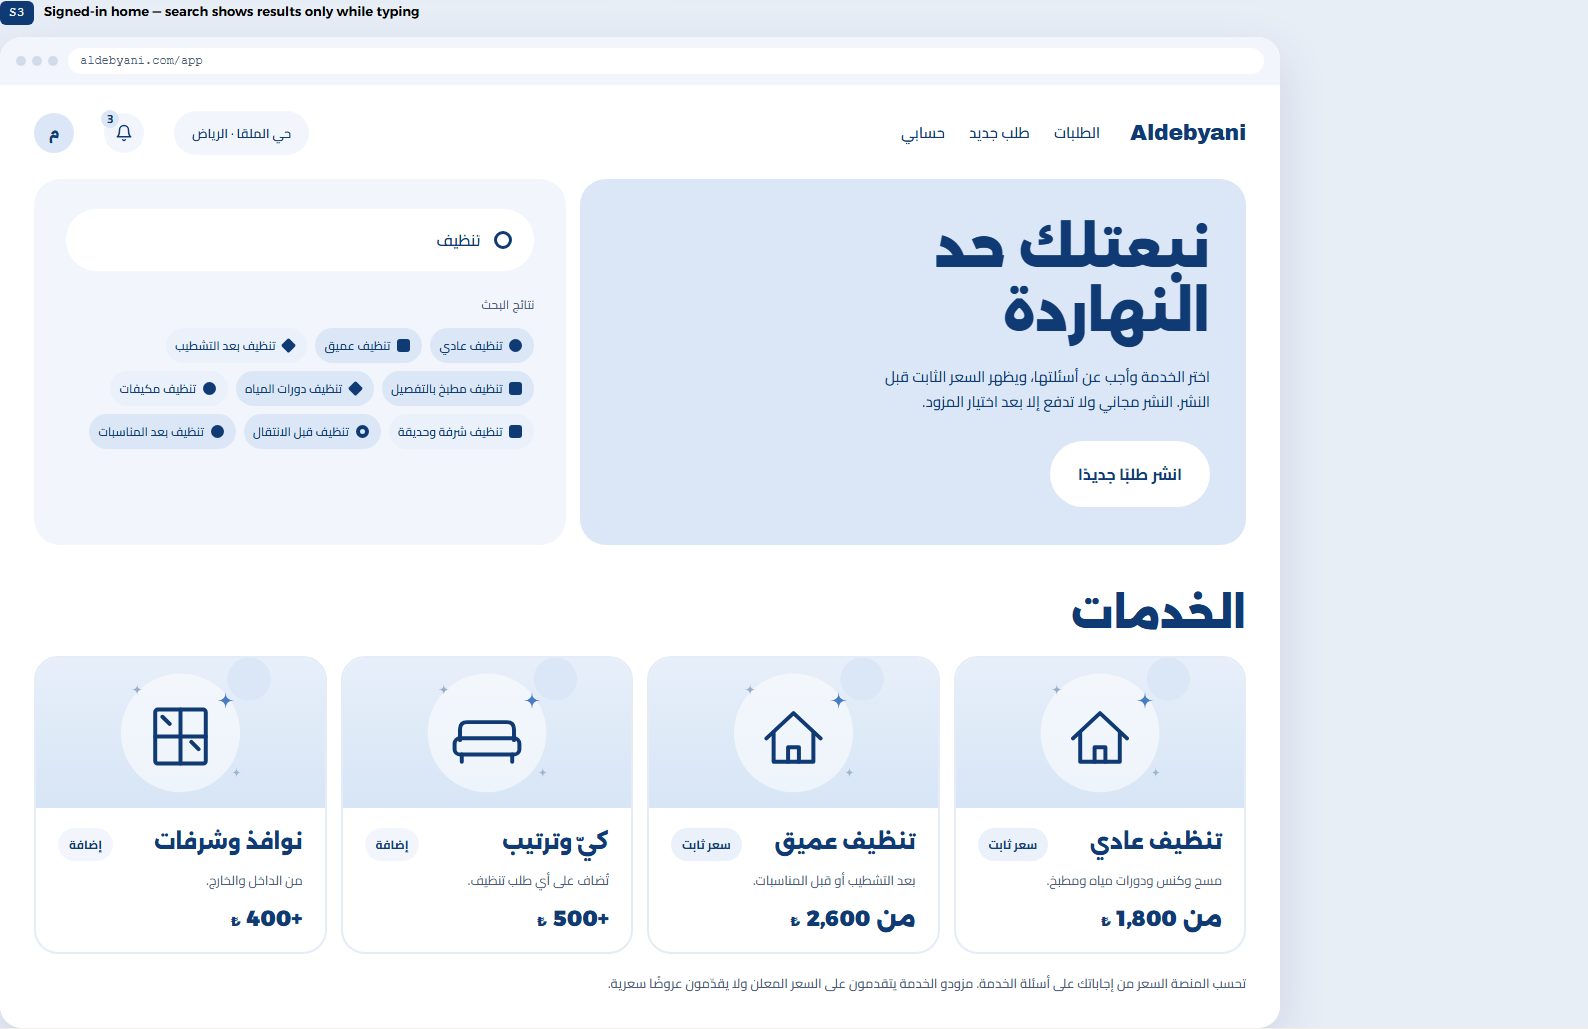 S3 Signed-in home — search shows results only while typing
aldebyani.com/app
Aldebyani الطلبات طلب جديد حسابي
حي الملقا · الرياض
3
م
نبعتلك حد
النهاردة
اختر الخدمة وأجب عن أسئلتها، ويظهر السعر الثابت قبل
النشر. النشر مجاني ولا تدفع إلا بعد اختيار المزود.
انشر طلبًا جديدًا
تنظيف
نتائج البحث
تنظيف عادي تنظيف عميق تنظيف بعد التشطيب
تنظيف مطبخ بالتفصيل تنظيف دورات المياه تنظيف مكيفات
تنظيف شرفة وحديقة تنظيف قبل الانتقال تنظيف بعد المناسبات
الخدمات
تنظيف عادي سعر ثابت
مسح وكنس ودورات مياه ومطبخ.
من 1,800 ₺
تنظيف عميق سعر ثابت
بعد التشطيب أو قبل المناسبات.
من 2,600 ₺
كيّ وترتيب إضافة
تُضاف على أي طلب تنظيف.
+500 ₺
نوافذ وشرفات إضافة
من الداخل والخارج.
+400 ₺
تحسب المنصة السعر من إجاباتك على أسئلة الخدمة. مزودو الخدمة يتقدمون على السعر المعلن ولا يقدّمون عروضًا سعرية.